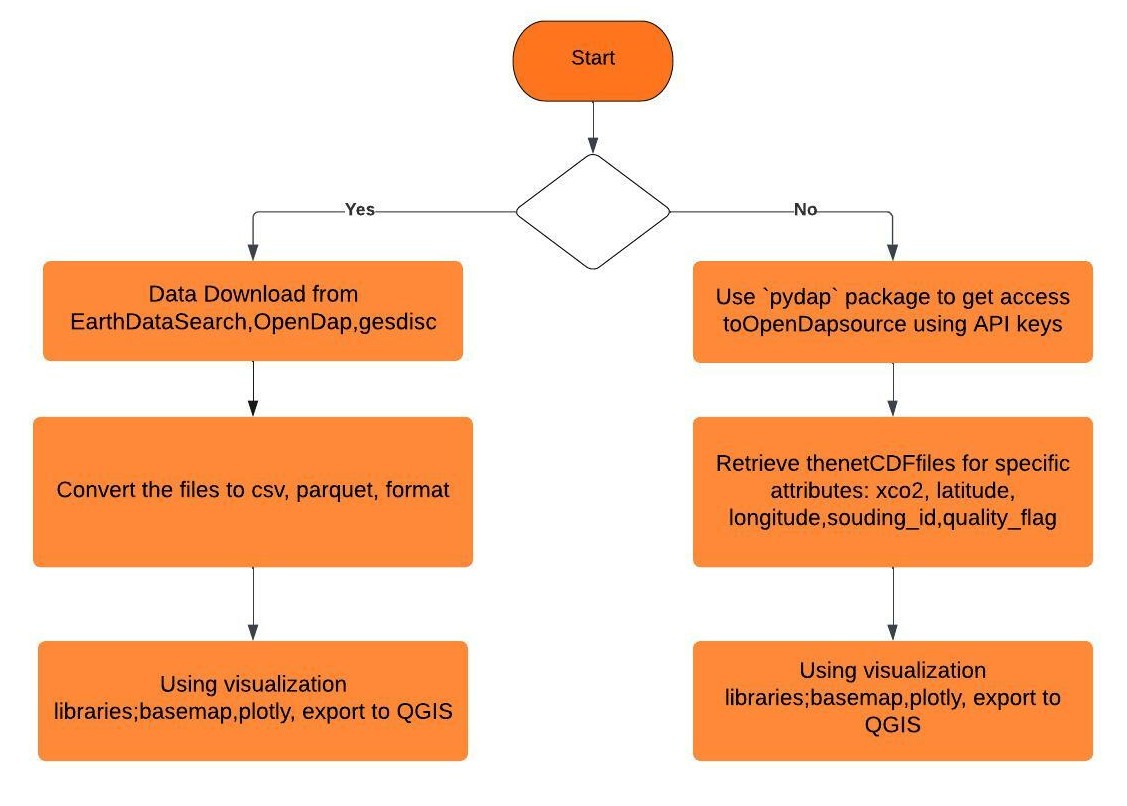 Start
Yes
No
Data Download from
EarthDataSearch,OpenDap,gesdisc
Use `pydap` package to get access
toOpenDapsource using API keys
Convert the files to csv, parquet, format
Retrieve thenetCDFfiles for specific
attributes: xco2, latitude,
longitude,souding_id,quality_flag
Using visualization
libraries;basemap,plotly, export to QGIS
Using visualization
libraries;basemap,plotly, export to
QGIS